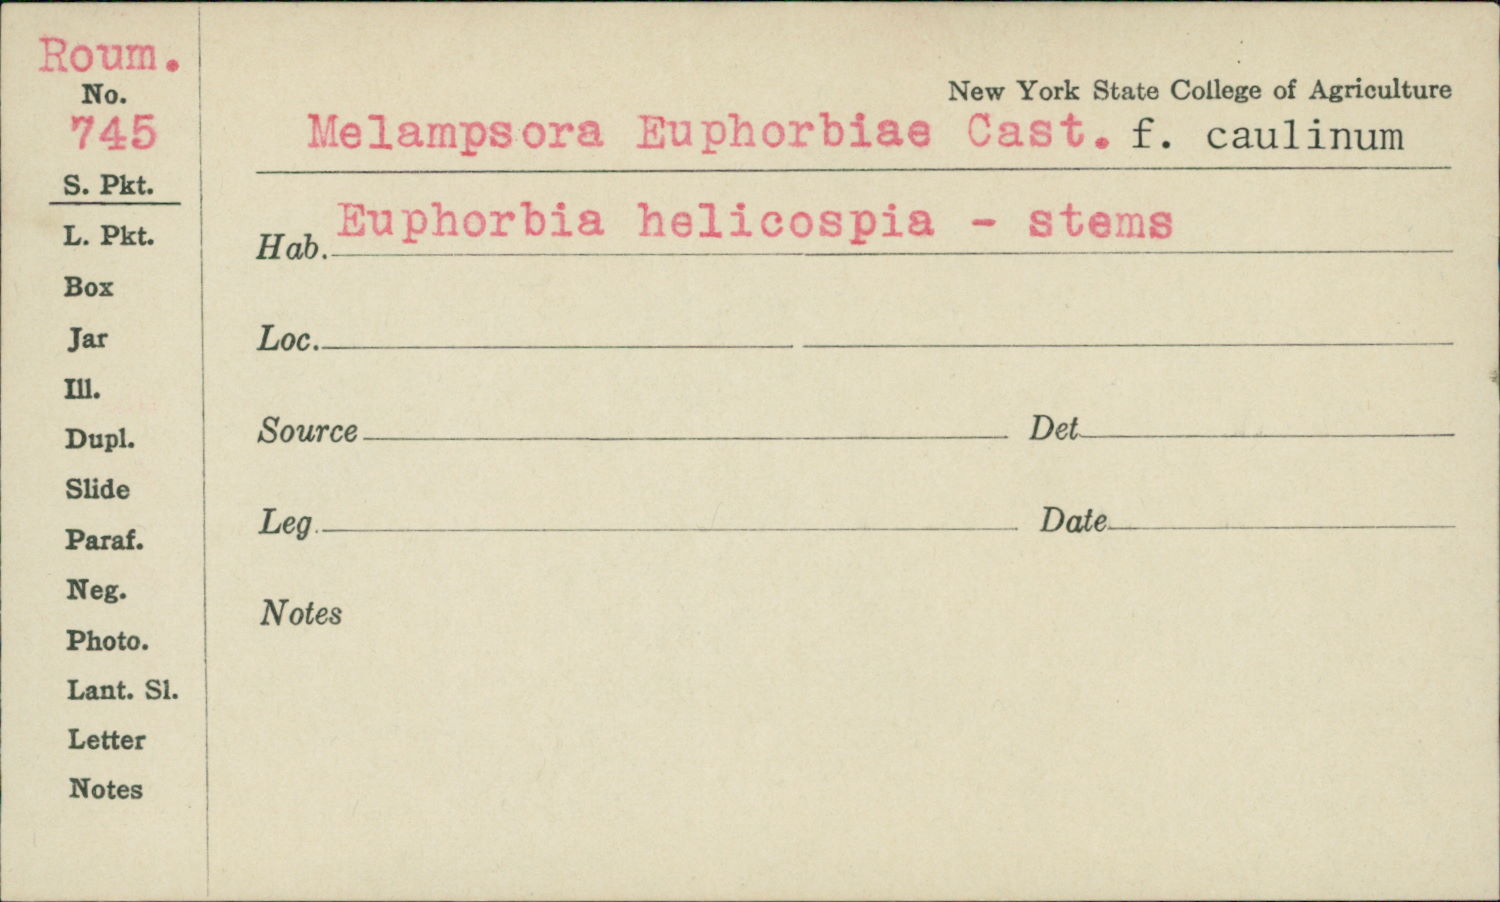 Roum.
No.
745
S. Pkt.
L. Pkt.
Box
Jar
Ill.
Dupl.
Slide
Paraf.
Neg.
Photo.
Lant. Sl.
Letter
Notes
New York State College of Agriculture
Melampsora Euphorbiae Cast. f. caulinum
Hab. Euphorbia helicospia - stems
Loc.
Source Det
Leg. Date
Notes